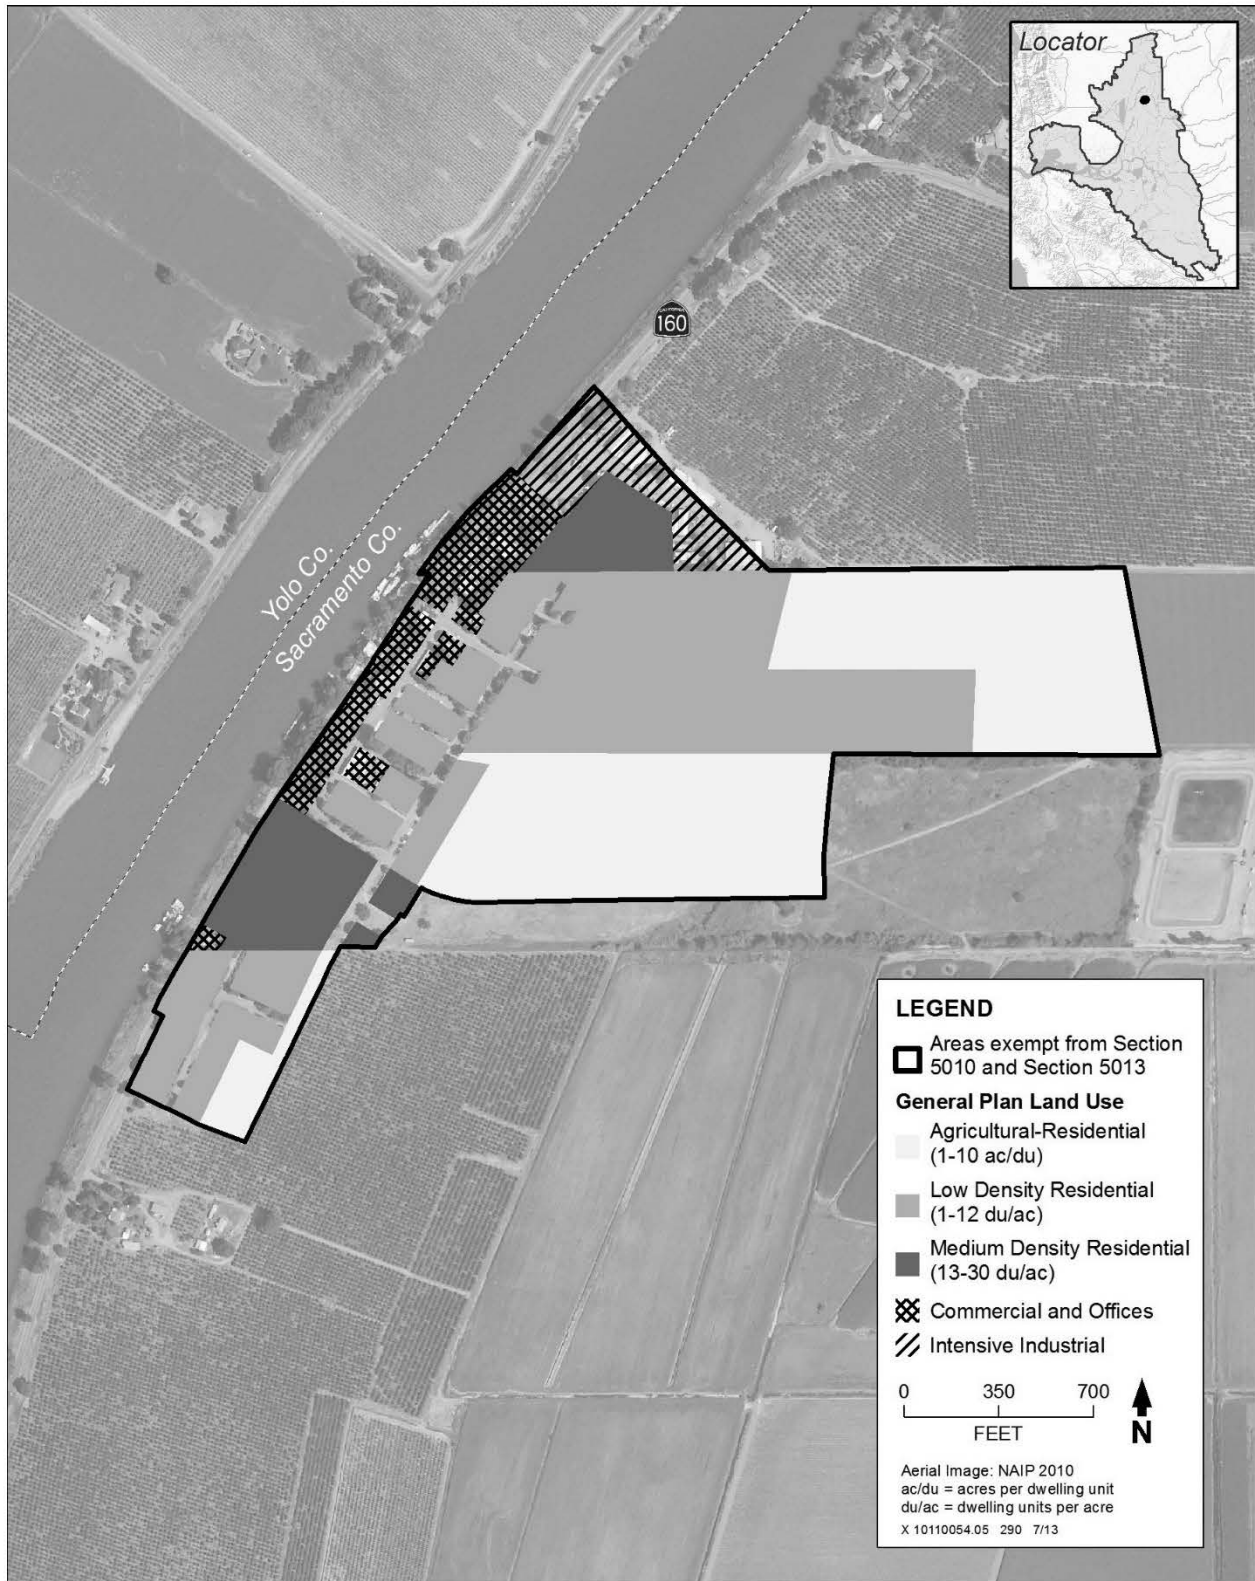 Locator
CALIFORNIA
160
Yolo Co.
Sacramento Co.
LEGEND
Areas exempt from Section
5010 and Section 5013
General Plan Land Use
Agricultural-Residential
(1-10 ac/du)
Low Density Residential
(1-12 du/ac)
Medium Density Residential
(13-30 du/ac)
Commercial and Offices
Intensive Industrial
0 350 700
FEET
N
Aerial Image: NAIP 2010
ac/du = acres per dwelling unit
du/ac = dwelling units per acre
X 10110054.05 290 7/13